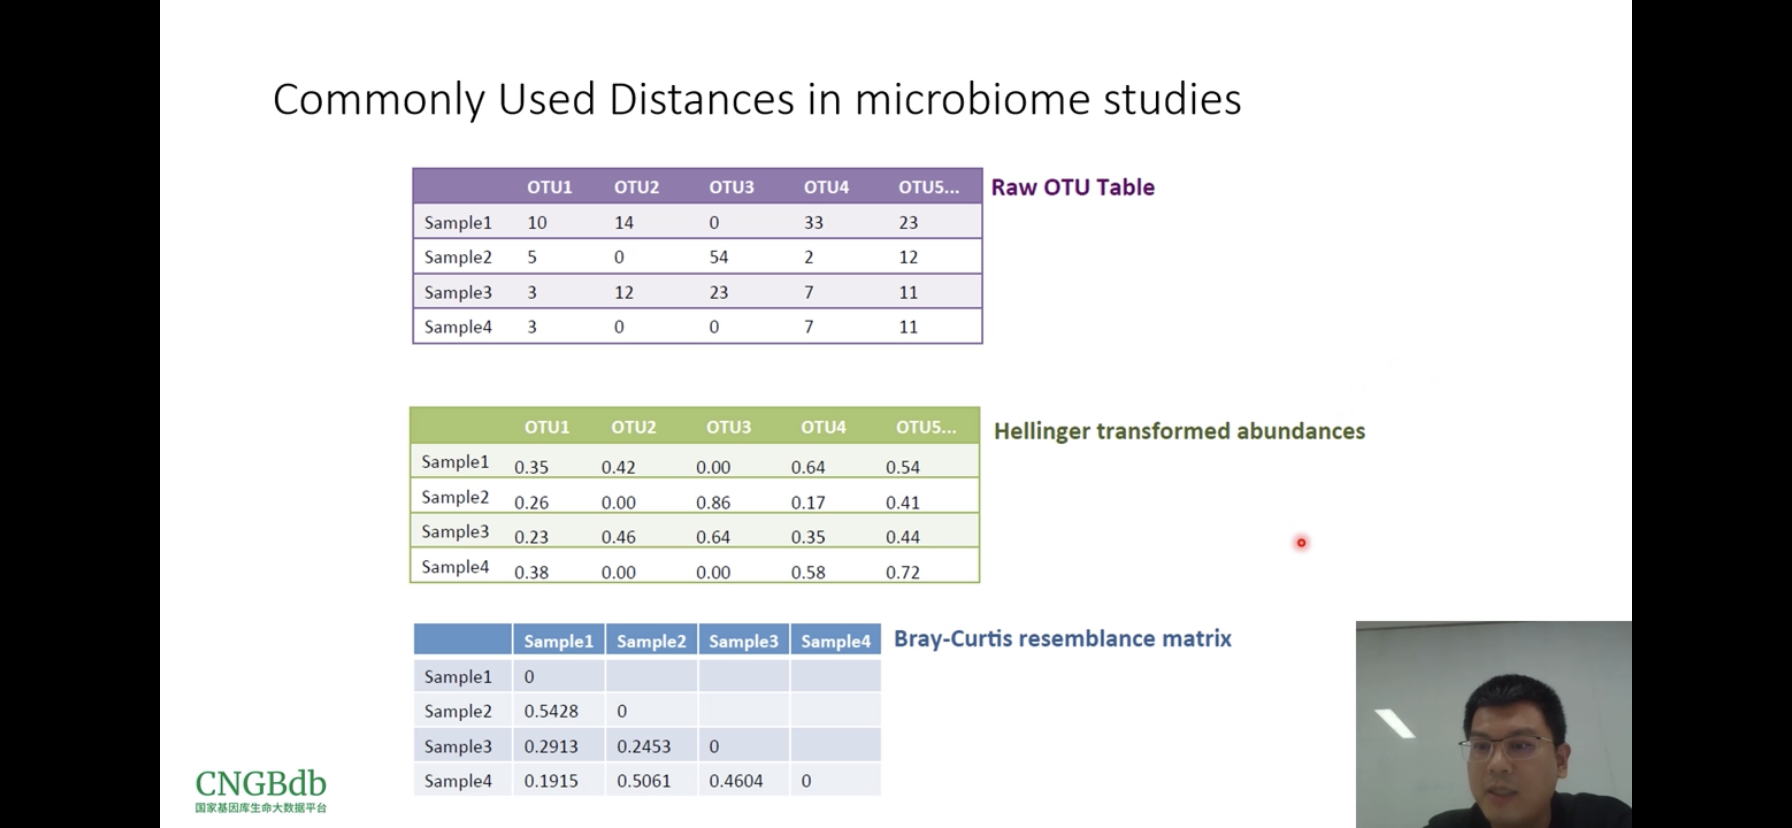 Commonly Used Distances in microbiome studies
OTU1 OTU2 OTU3 OTU4 OTU5... Raw OTU Table
Sample1 10 14 0 33 23
Sample2 5 0 54 2 12
Sample3 3 12 23 7 11
Sample4 3 0 0 7 11
OTU1 OTU2 OTU3 OTU4 OTU5... Hellinger transformed abundances
Sample1 0.35 0.42 0.00 0.64 0.54
Sample2 0.26 0.00 0.86 0.17 0.41
Sample3 0.23 0.46 0.64 0.35 0.44
Sample4 0.38 0.00 0.00 0.58 0.72
Sample1 Sample2 Sample3 Sample4 Bray-Curtis resemblance matrix
Sample1 0
Sample2 0.5428 0
Sample3 0.2913 0.2453 0
Sample4 0.1915 0.5061 0.4604 0
CNGBdb
国家基因库生命大数据平台